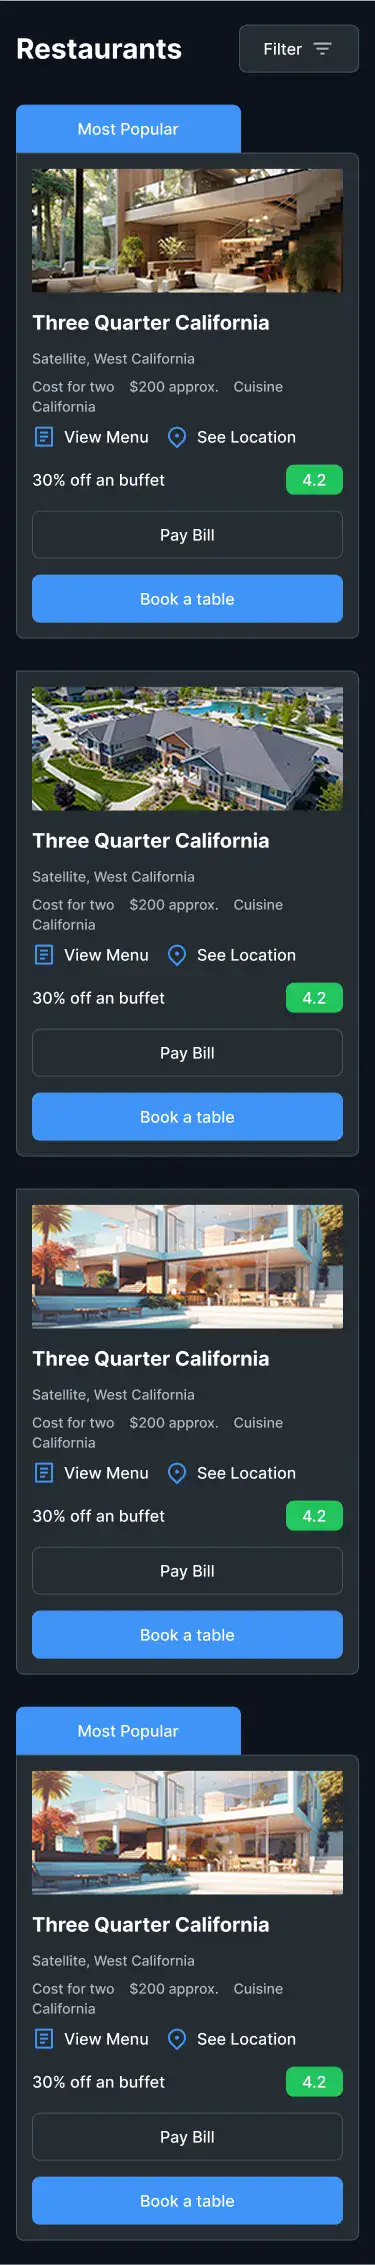 Restaurants
Filter
Most Popular
Three Quarter California
Satellite, West California
Cost for two $200 approx. Cuisine
California
View Menu See Location
30% off an buffet 4.2
Pay Bill
Book a table
Three Quarter California
Satellite, West California
Cost for two $200 approx. Cuisine
California
View Menu See Location
30% off an buffet 4.2
Pay Bill
Book a table
Three Quarter California
Satellite, West California
Cost for two $200 approx. Cuisine
California
View Menu See Location
30% off an buffet 4.2
Pay Bill
Book a table
Most Popular
Three Quarter California
Satellite, West California
Cost for two $200 approx. Cuisine
California
View Menu See Location
30% off an buffet 4.2
Pay Bill
Book a table